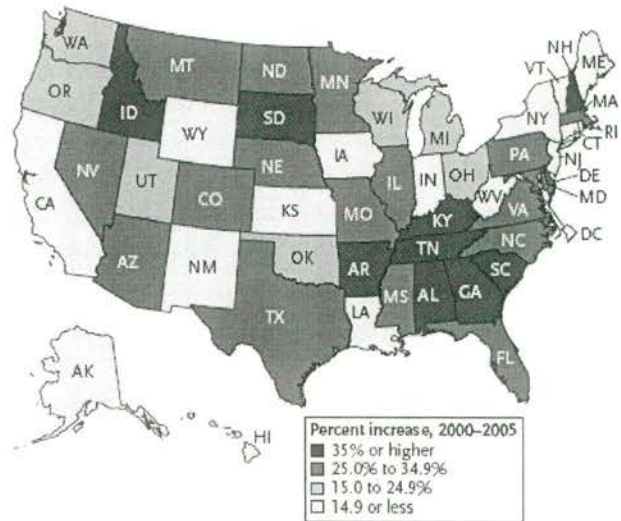 WA
MT
ND
MN
VT
NH
ME
OR
ID
SD
WI
MI
NY
MA
RI
CT
WY
IA
PA
NJ
NV
NE
IL
IN
OH
DE
MD
UT
CO
WV
VA
CA
KS
MO
KY
DC
NC
TN
AZ
NM
OK
AR
SC
MS
AL
GA
TX
LA
FL
AK
HI
Percent increase, 2000–2005
35% or higher
25.0% to 34.9%
15.0 to 24.9%
14.9 or less